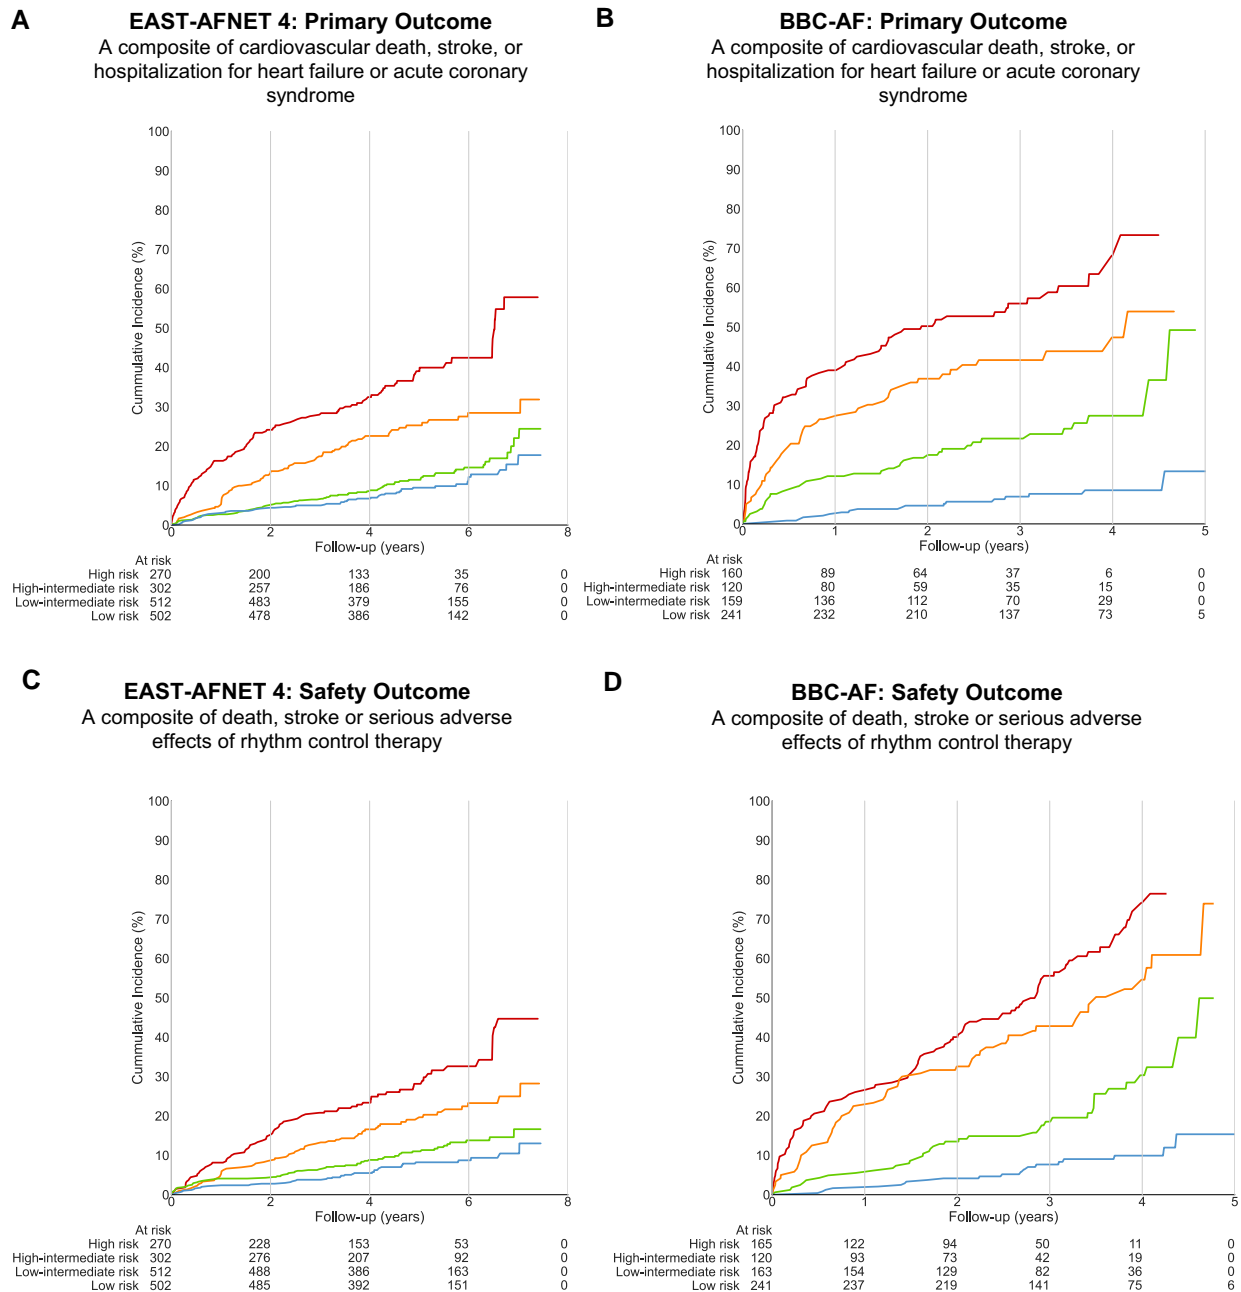 A
EAST-AFNET 4: Primary Outcome
A composite of cardiovascular death, stroke, or
hospitalization for heart failure or acute coronary
syndrome
100
90
80
70
60
50
40
30
20
10
0
Cummulative Incidence (%)
0 2 4 6 8
Follow-up (years)
At risk
High risk 270 200 133 35 0
High-intermediate risk 302 257 186 76 0
Low-intermediate risk 512 483 379 155 0
Low risk 502 478 386 142 0
B
BBC-AF: Primary Outcome
A composite of cardiovascular death, stroke, or
hospitalization for heart failure or acute coronary
syndrome
100
90
80
70
60
50
40
30
20
10
0
Cummulative Incidence (%)
0 1 2 3 4 5
Follow-up (years)
At risk
High risk 160 89 64 37 6 0
High-intermediate risk 120 80 59 35 15 0
Low-intermediate risk 159 136 112 70 29 0
Low risk 241 232 210 137 73 5
C
EAST-AFNET 4: Safety Outcome
A composite of death, stroke or serious adverse
effects of rhythm control therapy
100
90
80
70
60
50
40
30
20
10
0
Cummulative Incidence (%)
0 2 4 6 8
Follow-up (years)
At risk
High risk 270 228 153 53 0
High-intermediate risk 302 276 207 92 0
Low-intermediate risk 512 488 386 163 0
Low risk 502 485 392 151 0
D
BBC-AF: Safety Outcome
A composite of death, stroke or serious adverse
effects of rhythm control therapy
100
90
80
70
60
50
40
30
20
10
0
Cummulative Incidence (%)
0 1 2 3 4 5
Follow-up (years)
At risk
High risk 165 122 94 50 11 0
High-intermediate risk 120 93 73 42 19 0
Low-intermediate risk 163 154 129 82 36 0
Low risk 241 237 219 141 75 6